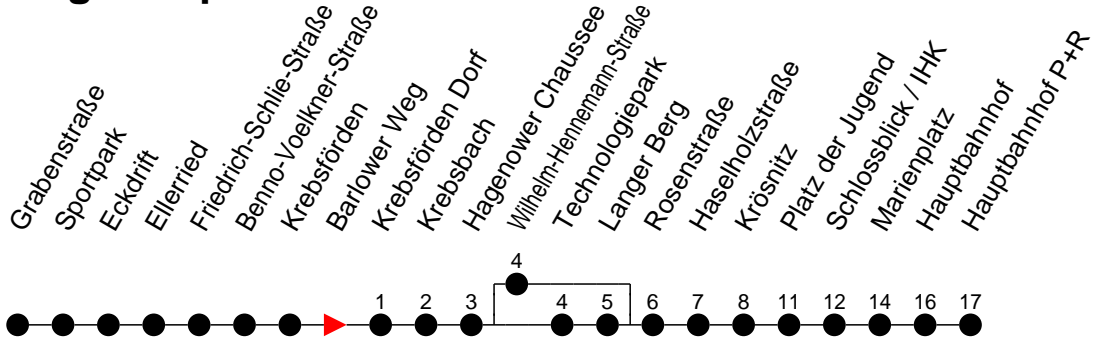 Grabenstraße
Sportpark
Eckdrift
Ellerried
Friedrich-Schlie-Straße
Benno-Voelkner-Straße
Krebsförden
Barlower Weg
Krebsförden Dorf
Krebsbach
Hagenower Chaussee
Wilhelm-Hennemann-Straße
Technologiepark
Langer Berg
Rosenstraße
Haselholzstraße
Krösnitz
Platz der Jugend
Schlossblick / IHK
Marienplatz
Hauptbahnhof
Hauptbahnhof P+R
4
1 2 3 4 5 6 7 8 11 12 14 16 17